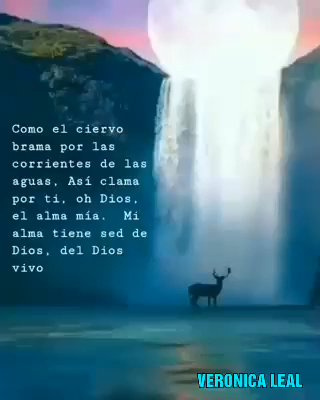 Como el ciervo
brama por las
corrientes de las
aguas, Así clama
por ti, oh Dios,
el alma mía.  Mi
alma tiene sed de
Dios, del Dios
vivo
VERONICA LEAL